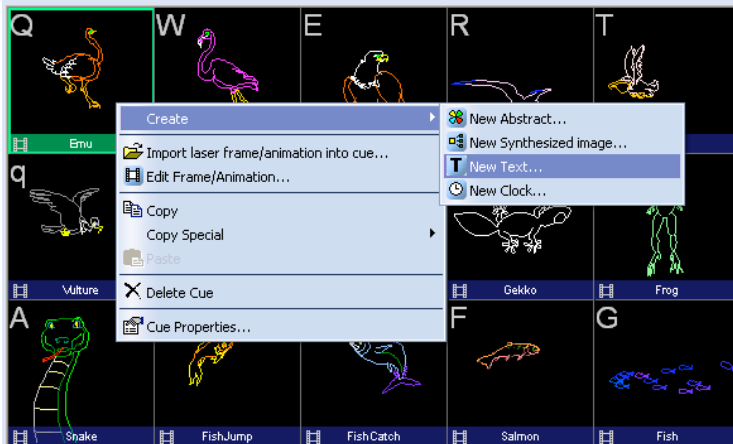 Q W E R T
Emu
Create
Import laser frame/animation into cue...
Edit Frame/Animation...
Copy
Copy Special
Paste
Delete Cue
Cue Properties...
New Abstract...
New Synthesized image...
T New Text...
New Clock...
q
Vulture Gekko Frog
A F G
Snake FishJump FishCatch Salmon Fish